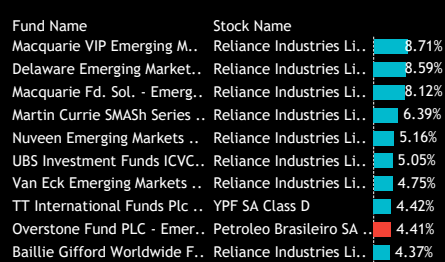 Fund Name Stock Name
Macquarie VIP Emerging M.. Reliance Industries Li.. 8.71%
Delaware Emerging Market.. Reliance Industries Li.. 8.59%
Macquarie Fd. Sol. - Emerg.. Reliance Industries Li.. 8.12%
Martin Currie SMASh Series .. Reliance Industries Li.. 6.39%
Nuveen Emerging Markets .. Reliance Industries Li.. 5.16%
UBS Investment Funds ICVC.. Reliance Industries Li.. 5.05%
Van Eck Emerging Markets .. Reliance Industries Li.. 4.75%
TT International Funds Plc .. YPF SA Class D 4.42%
Overstone Fund PLC - Emer.. Petroleo Brasileiro SA .. 4.41%
Baillie Gifford Worldwide F.. Reliance Industries Li.. 4.37%